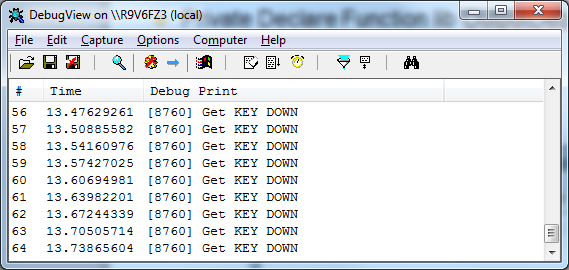 DebugView on \\R9V6FZ3 (local)
File Edit Capture Options Computer Help
# Time Debug Print
56 13.47629261 [8760] Get KEY DOWN
57 13.50885582 [8760] Get KEY DOWN
58 13.54160976 [8760] Get KEY DOWN
59 13.57427025 [8760] Get KEY DOWN
60 13.60694981 [8760] Get KEY DOWN
61 13.63982201 [8760] Get KEY DOWN
62 13.67244339 [8760] Get KEY DOWN
63 13.70505714 [8760] Get KEY DOWN
64 13.73865604 [8760] Get KEY DOWN